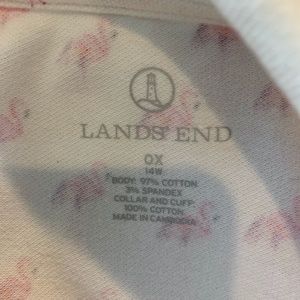 LANDS' END
0X
14W
BODY: 97% COTTON
3% SPANDEX
COLLAR AND CUFF:
100% COTTON
MADE IN CAMBODIA